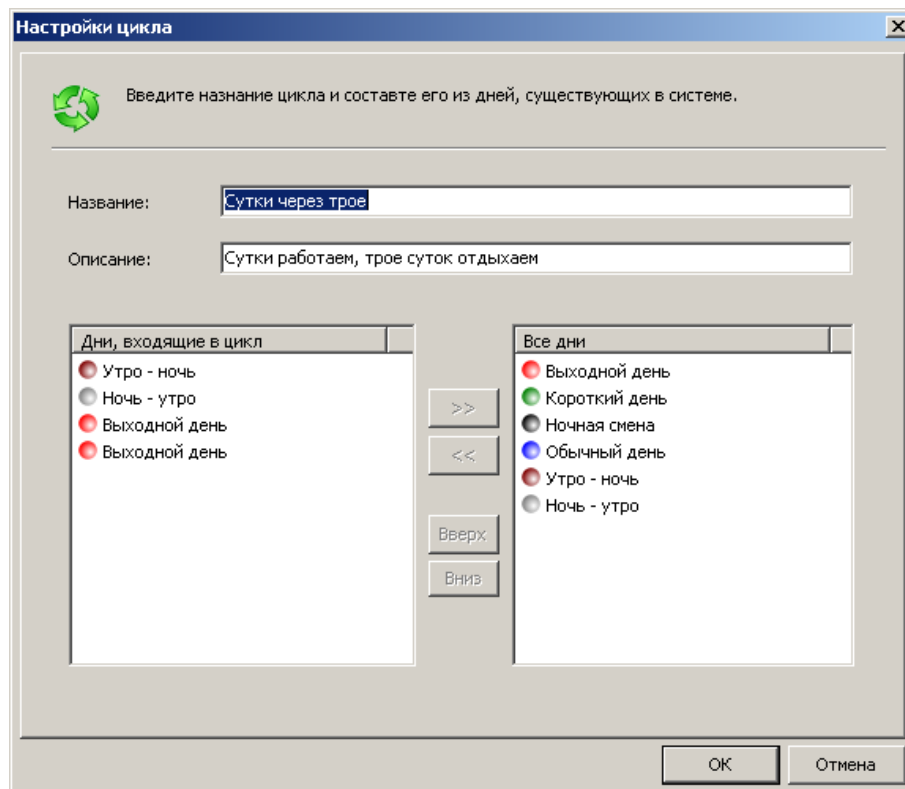 Настройки цикла
Введите назнание цикла и составте его из дней, существующих в системе.
Название:
Сутки через трое
Описание:
Сутки работаем, трое суток отдыхаем
Дни, входящие в цикл
Утро - ночь
Ночь - утро
Выходной день
Выходной день
>>
<<
Вверх
Вниз
Все дни
Выходной день
Короткий день
Ночная смена
Обычный день
Утро - ночь
Ночь - утро
ОК
Отмена